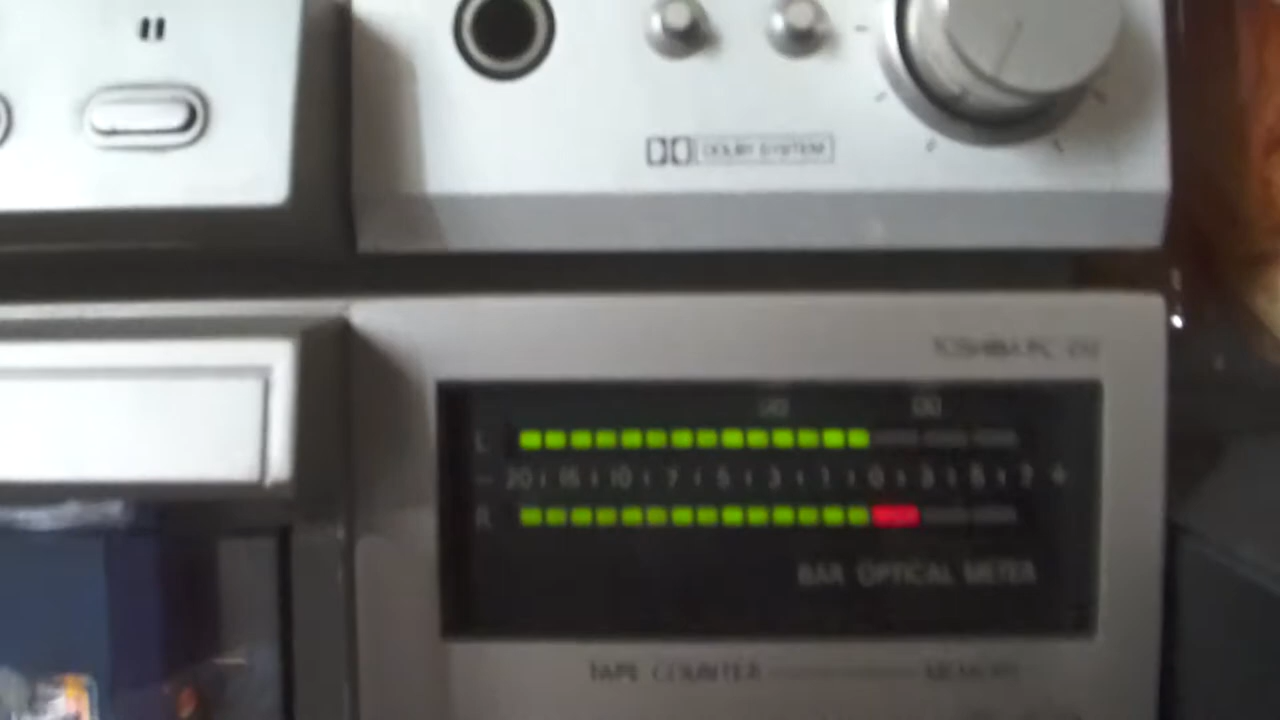 DOLBY SYSTEM
TOSHIBA PC
L
- 20 15 10 7 5 3 1 0 3 5 7 +
R
BAR OPTICAL METER
TAPE COUNTER MEMORY